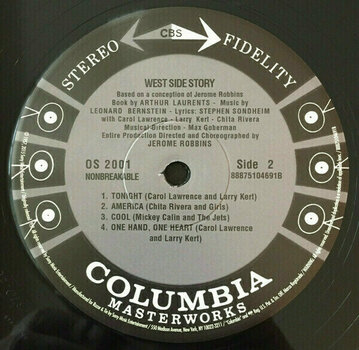 CBS
STEREO FIDELITY
WEST SIDE STORY
Based on a conception of Jerome Robbins
Book by ARTHUR LAURENTS - Music by
LEONARD BERNSTEIN - Lyrics: STEPHEN SONDHEIM
with Carol Lawrence - Larry Kert - Chita Rivera
Musical Direction - Max Goberman
Entire Production Directed and Choreographed by
JEROME ROBBINS
OS 2001 Side 2
NONBREAKABLE 88875104691B
1. TONIGHT (Carol Lawrence and Larry Kert)
2. AMERICA (Chita Rivera and Girls)
3. COOL (Mickey Calin and The Jets)
4. ONE HAND, ONE HEART (Carol Lawrence
and Larry Kert)
COLUMBIA
MASTERWORKS